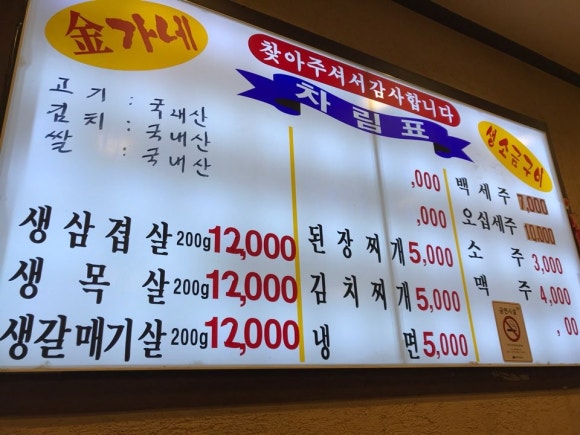 金가네
찾아주셔서감사합니다
차림표
고기 : 국내산
김치 : 국내산
쌀 : 국내산
생삼겹살 200g 12,000
생목살 200g 12,000
생갈매기살 200g 12,000
,000
,000
된장찌개 5,000
김치찌개 5,000
냉면 5,000
생소금구이
백세주 7,000
오십세주 10,000
소주 3,000
맥주 4,000
,00